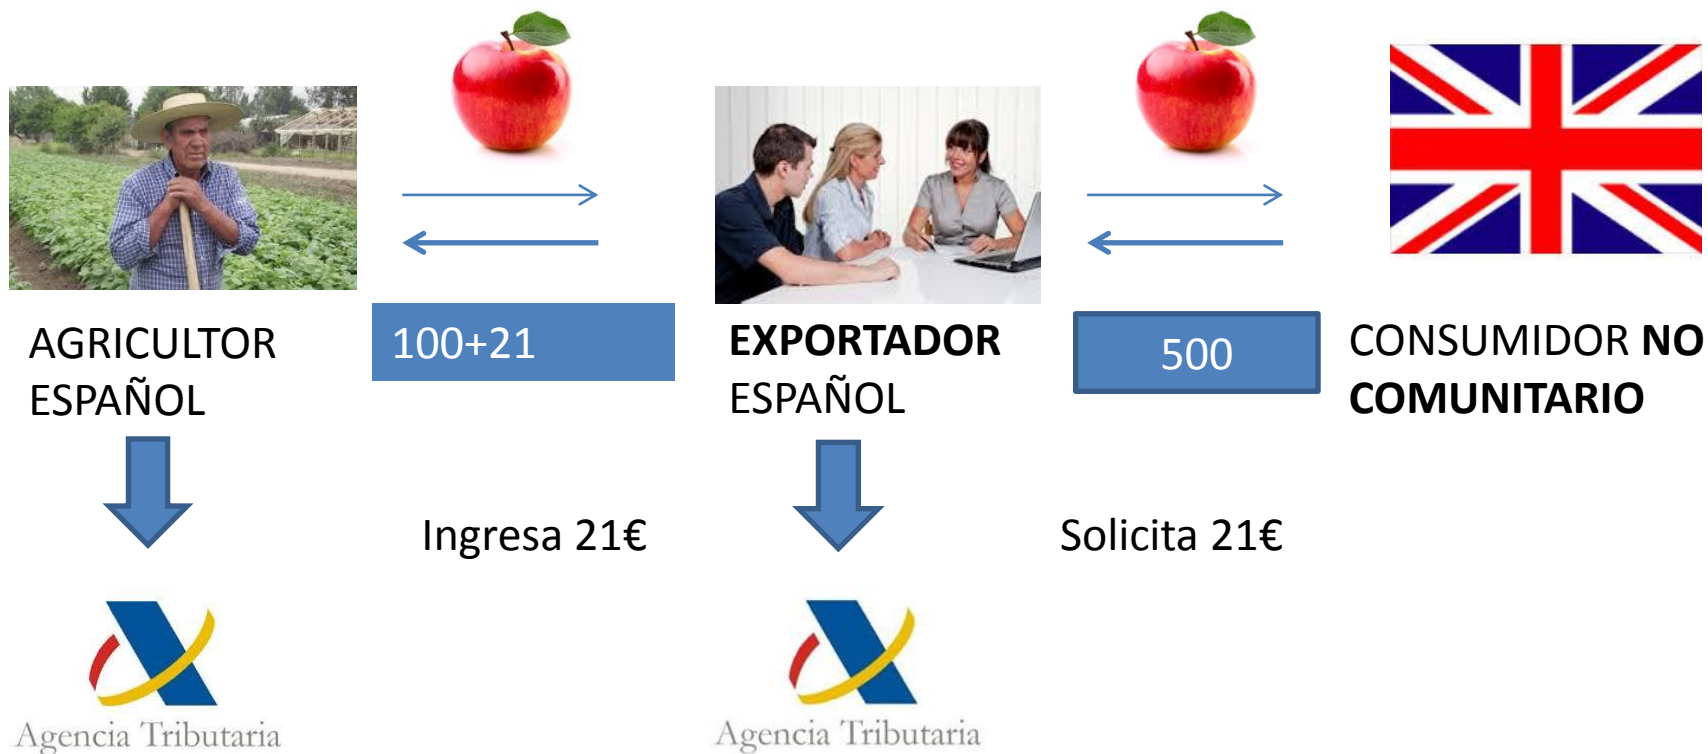 100+21
500
AGRICULTOR
ESPAÑOL
EXPORTADOR
ESPAÑOL
CONSUMIDOR NO
COMUNITARIO
Ingresa 21€
Solicita 21€
Agencia Tributaria
Agencia Tributaria